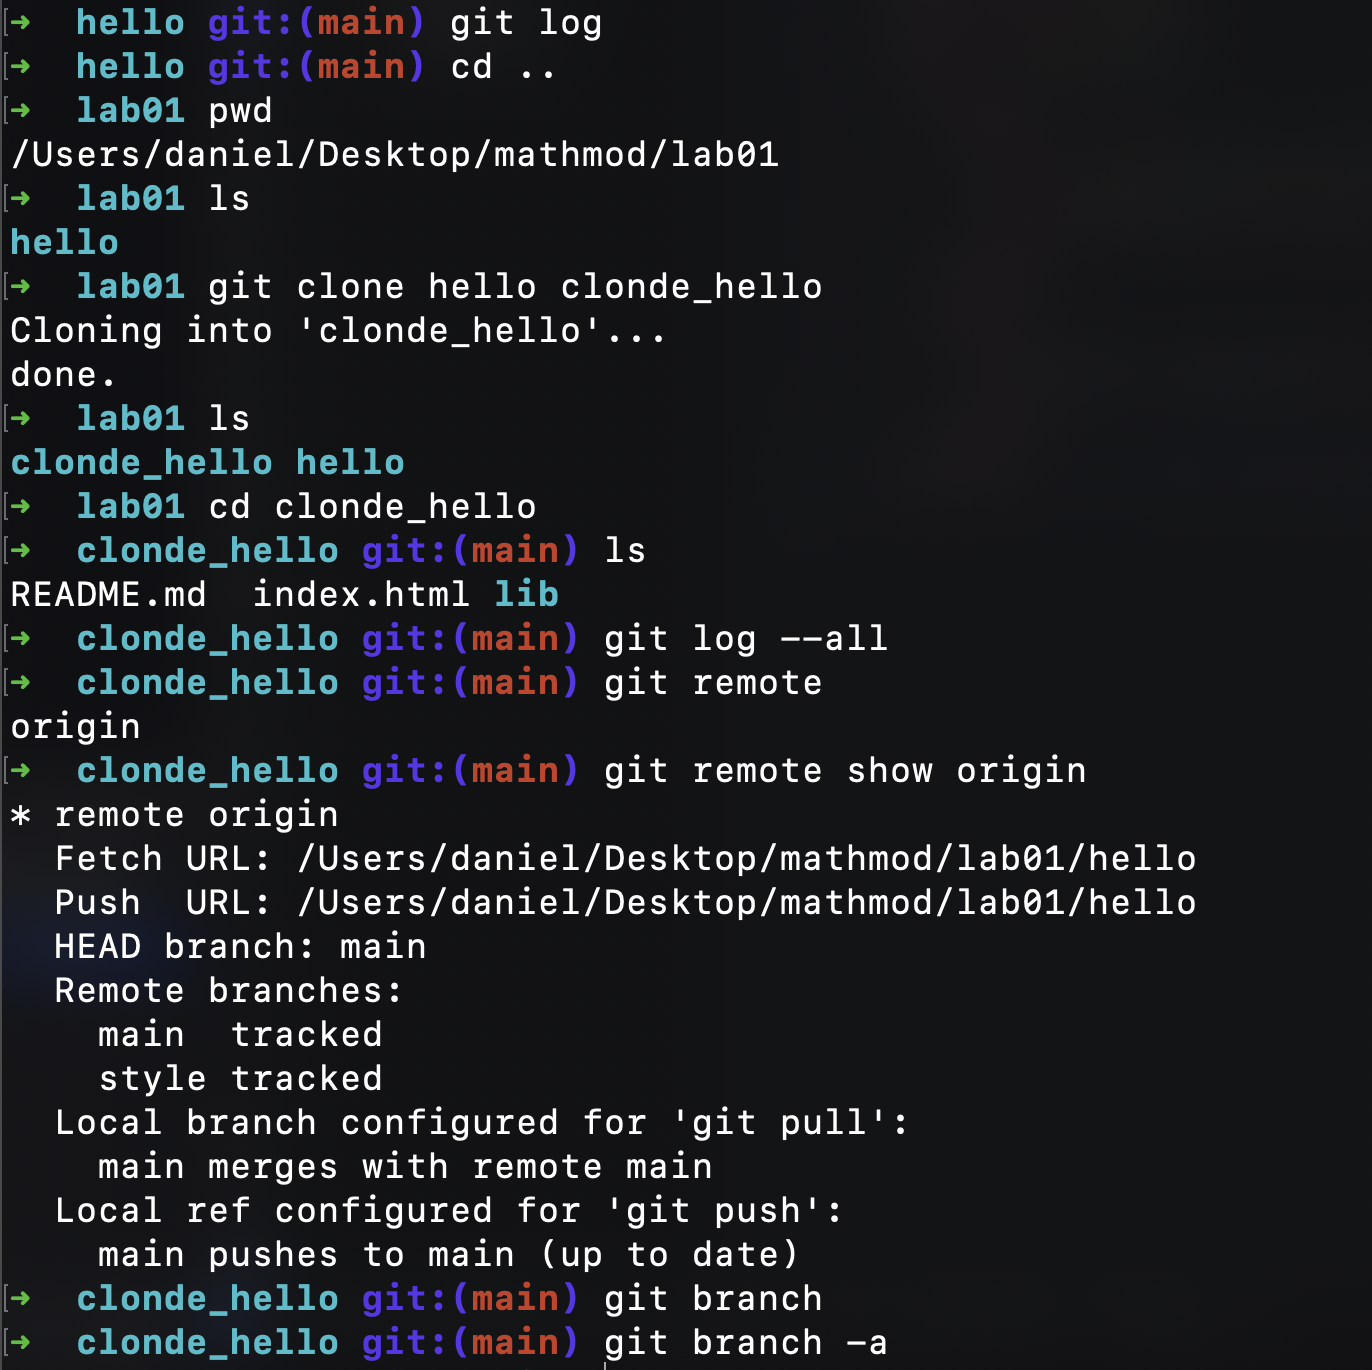 ➜  hello git:(main) git log
➜  hello git:(main) cd ..
➜  lab01 pwd
/Users/daniel/Desktop/mathmod/lab01
➜  lab01 ls
hello
➜  lab01 git clone hello clonde_hello
Cloning into 'clonde_hello'...
done.
➜  lab01 ls
clonde_hello hello
➜  lab01 cd clonde_hello
➜  clonde_hello git:(main) ls
README.md  index.html lib
➜  clonde_hello git:(main) git log --all
➜  clonde_hello git:(main) git remote
origin
➜  clonde_hello git:(main) git remote show origin
* remote origin
  Fetch URL: /Users/daniel/Desktop/mathmod/lab01/hello
  Push  URL: /Users/daniel/Desktop/mathmod/lab01/hello
  HEAD branch: main
  Remote branches:
    main  tracked
    style tracked
  Local branch configured for 'git pull':
    main merges with remote main
  Local ref configured for 'git push':
    main pushes to main (up to date)
➜  clonde_hello git:(main) git branch
➜  clonde_hello git:(main) git branch -a